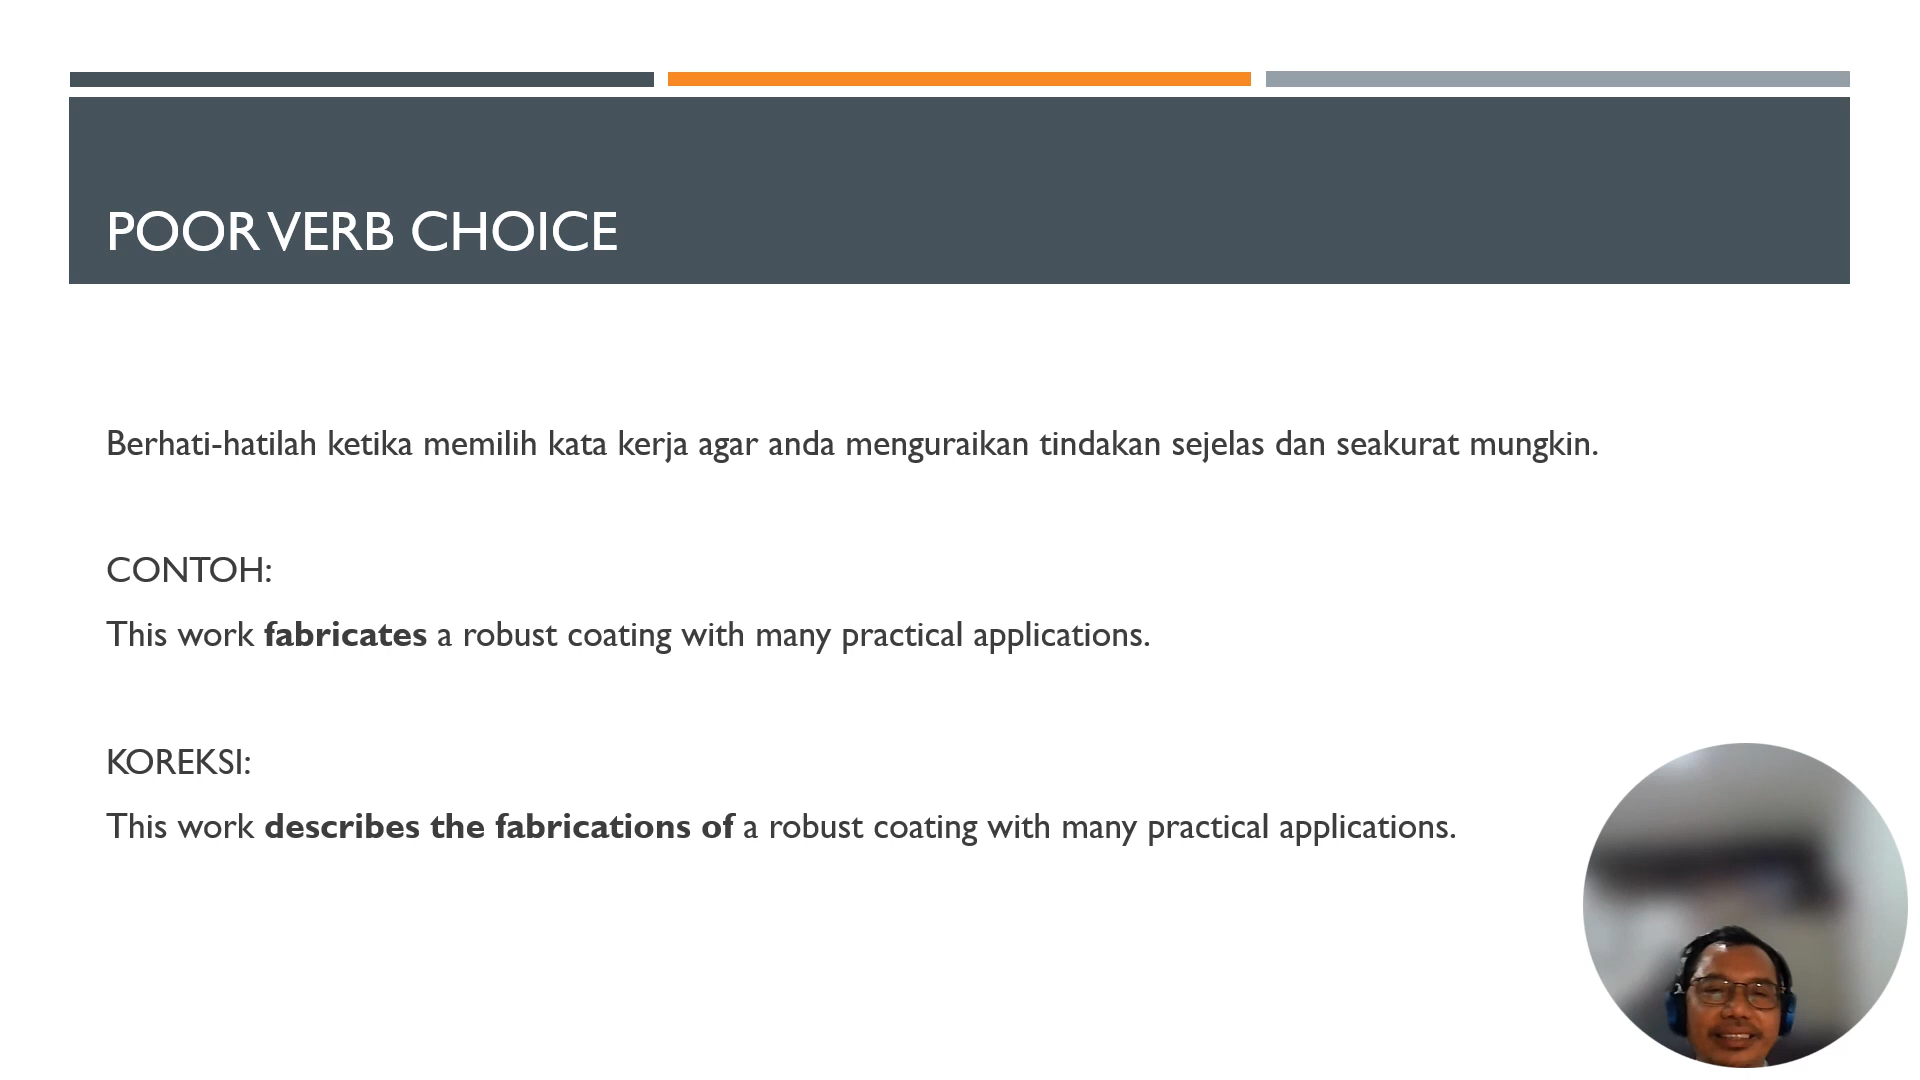 POOR VERB CHOICE
Berhati-hatilah ketika memilih kata kerja agar anda menguraikan tindakan sejelas dan seakurat mungkin.
CONTOH:
This work fabricates a robust coating with many practical applications.
KOREKSI:
This work describes the fabrications of a robust coating with many practical applications.